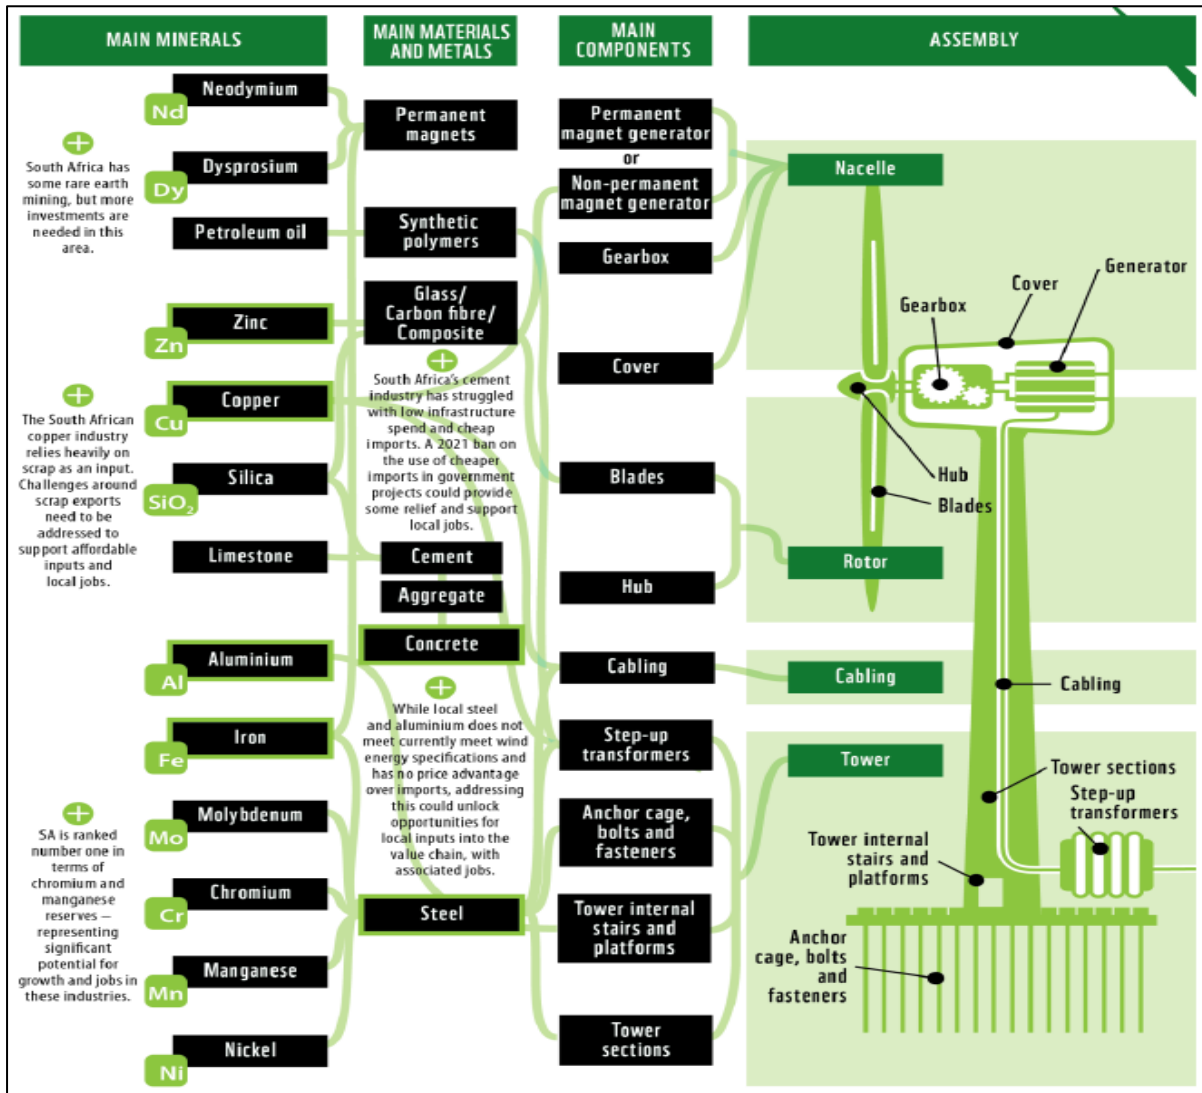 MAIN MINERALS
MAIN MATERIALS
AND METALS
MAIN
COMPONENTS
ASSEMBLY
Neodymium
Nd
South Africa has
some rare earth
mining, but more
investments are
needed in this
area.
Dysprosium
Dy
Petroleum oil
Zinc
Zn
Copper
Cu
The South African
copper industry
relies heavily on
scrap as an input.
Challenges around
scrap exports
need to be
addressed to
support affordable
inputs and
local jobs.
Silica
SiO₂
Limestone
Aluminium
Al
Iron
Fe
Molybdenum
Mo
SA is ranked
number one in
terms of
chromium and
manganese
reserves –
representing
significant
potential for
growth and jobs in
these industries.
Chromium
Cr
Manganese
Mn
Nickel
Ni
Permanent
magnets
Synthetic
polymers
Glass/
Carbon fibre/
Composite
South Africa's cement
industry has struggled
with low infrastructure
spend and cheap
imports. A 2021 ban on
the use of cheaper
imports in government
projects could provide
some relief and support
local jobs.
Cement
Aggregate
Concrete
While local steel
and aluminium does not
meet currently meet wind
energy specifications and
has no price advantage
over imports, addressing
this could unlock
opportunities for
local inputs into the
value chain, with
associated jobs.
Steel
Permanent
magnet generator
or
Non-permanent
magnet generator
Gearbox
Cover
Blades
Hub
Cabling
Step-up
transformers
Anchor cage,
bolts and
fasteners
Tower internal
stairs and
platforms
Tower
sections
Nacelle
Rotor
Cabling
Tower
Generator
Cover
Gearbox
Hub
Blades
Cabling
Tower sections
Step-up
transformers
Tower internal
stairs and
platforms
Anchor
cage, bolts
and
fasteners